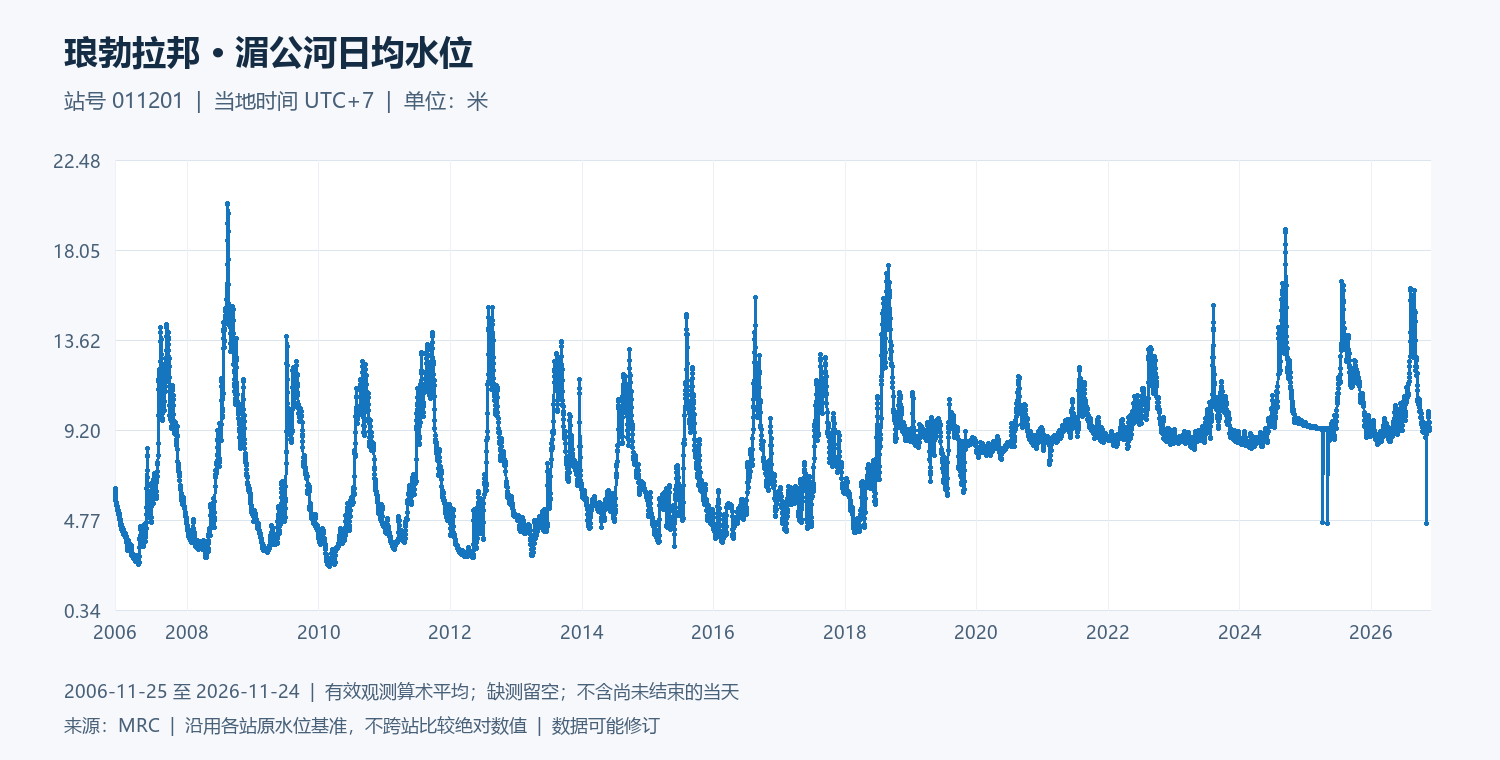 琅勃拉邦 • 湄公河日均水位
站号 011201 | 当地时间 UTC+7 | 单位：米
22.48
18.05
13.62
9.20
4.77
0.34
2006 2008 2010 2012 2014 2016 2018 2020 2022 2024 2026
2006-11-25 至 2026-11-24 | 有效观测算术平均；缺测留空；不含尚未结束的当天
来源：MRC | 沿用各站原水位基准，不跨站比较绝对数值 | 数据可能修订